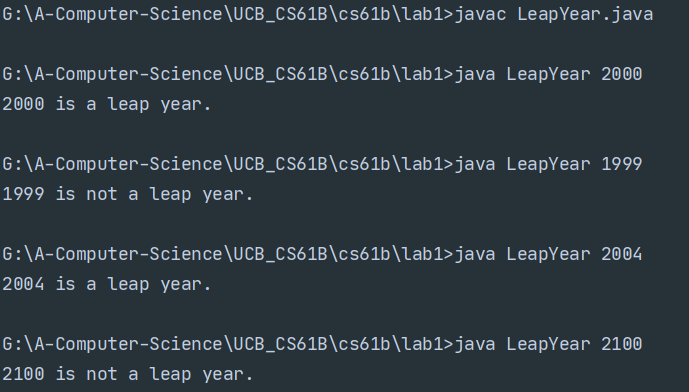 G:\A-Computer-Science\UCB_CS61B\cs61b\lab1>javac LeapYear.java
G:\A-Computer-Science\UCB_CS61B\cs61b\lab1>java LeapYear 2000
2000 is a leap year.
G:\A-Computer-Science\UCB_CS61B\cs61b\lab1>java LeapYear 1999
1999 is not a leap year.
G:\A-Computer-Science\UCB_CS61B\cs61b\lab1>java LeapYear 2004
2004 is a leap year.
G:\A-Computer-Science\UCB_CS61B\cs61b\lab1>java LeapYear 2100
2100 is not a leap year.